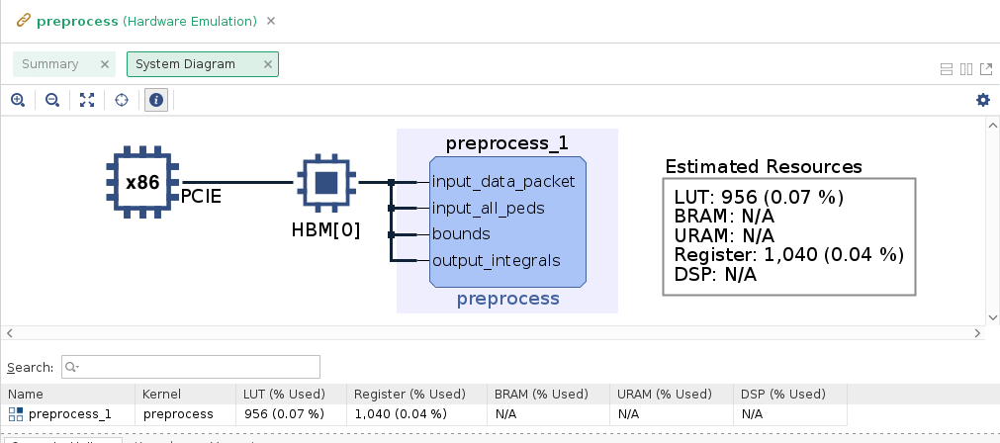 preprocess (Hardware Emulation) ×
Summary × System Diagram ×
preprocess_1
x86
PCIE
HBM[0]
input_data_packet
input_all_peds
bounds
output_integrals
preprocess
Estimated Resources
LUT: 956 (0.07 %)
BRAM: N/A
URAM: N/A
Register: 1,040 (0.04 %)
DSP: N/A
Search:
Name Kernel LUT (% Used) Register (% Used) BRAM (% Used) URAM (% Used) DSP (% Used)
preprocess_1 preprocess 956 (0.07 %) 1,040 (0.04 %) N/A N/A N/A